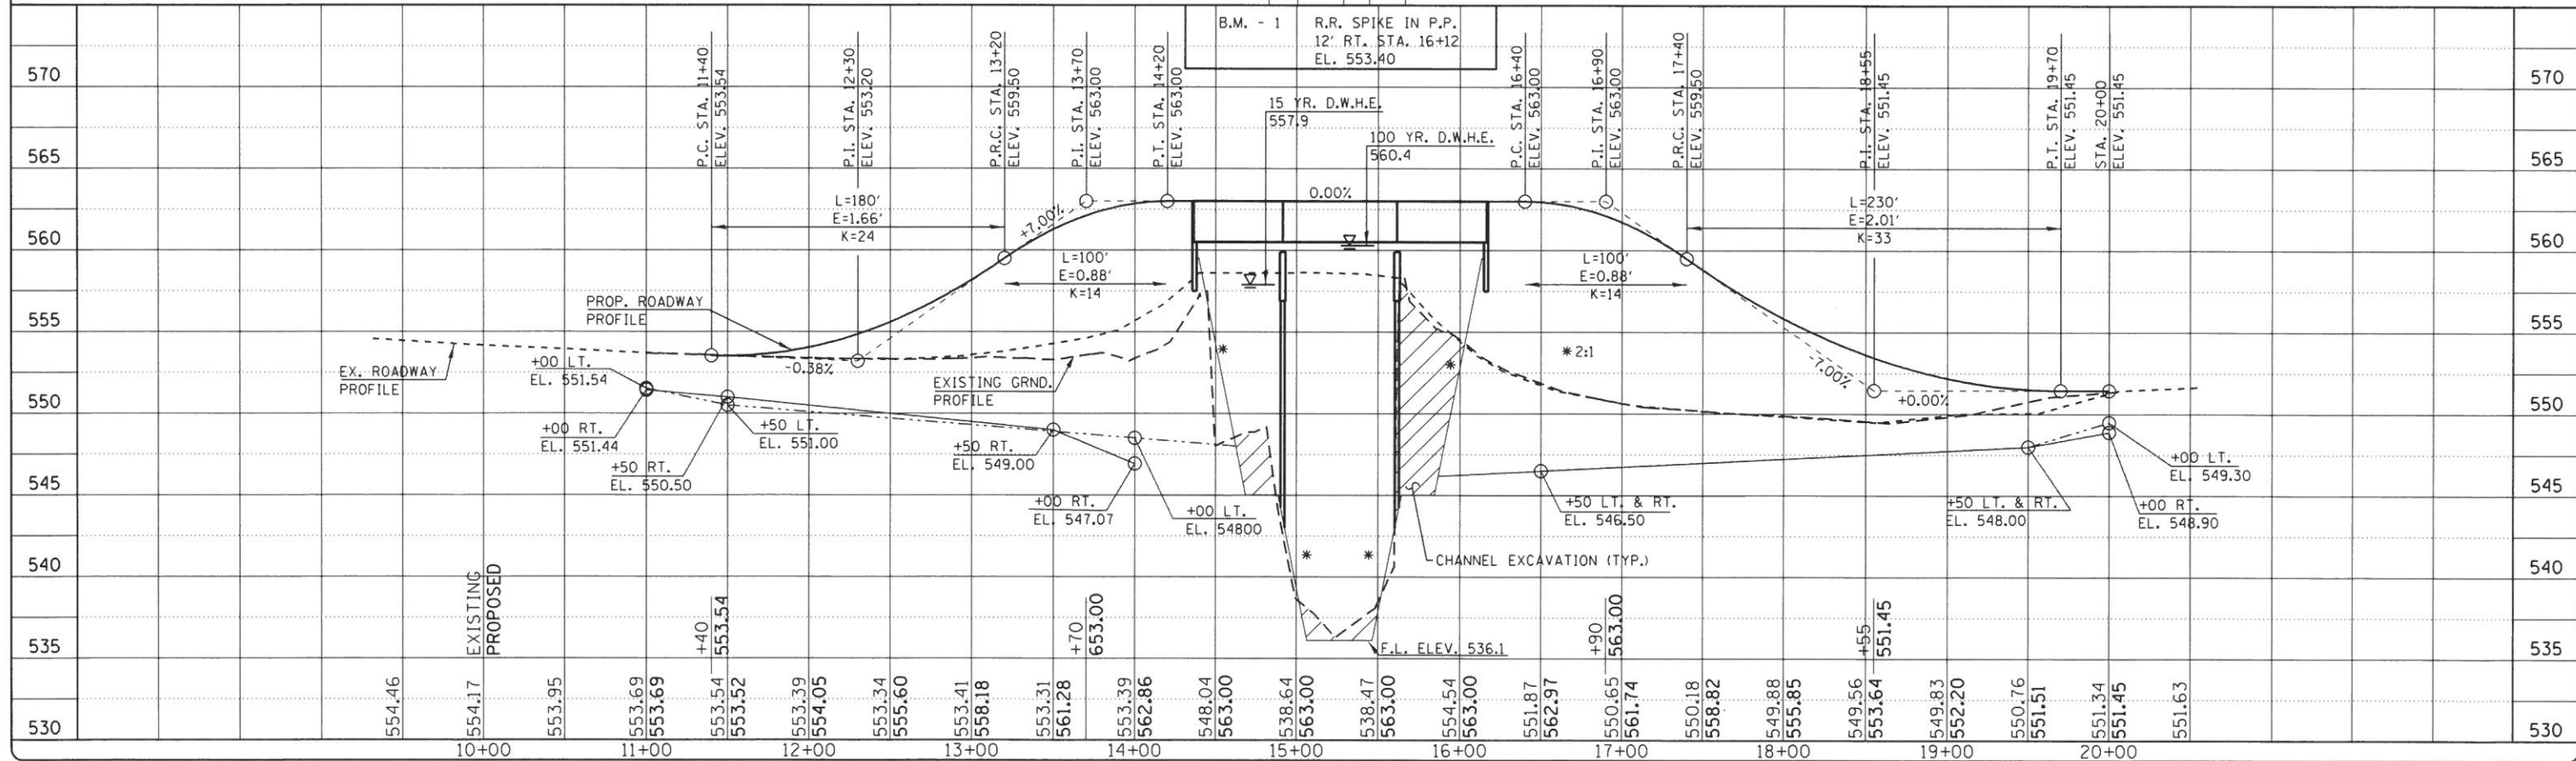 B.M. - 1 R.R. SPIKE IN P.P.
12' RT. STA. 16+12
EL. 553.40
570
565
560
555
550
545
540
535
530
P.C. STA. 11+40
ELEV. 553.54
P.I. STA. 12+30
ELEV. 553.20
P.R.C. STA. 13+20
ELEV. 559.50
P.I. STA. 13+70
ELEV. 563.00
P.T. STA. 14+20
ELEV. 563.00
15 YR. D.W.H.E.
557.9
100 YR. D.W.H.E.
560.4
P.C. STA. 16+40
ELEV. 563.00
P.I. STA. 16+90
ELEV. 563.00
P.R.C. STA. 17+40
ELEV. 559.50
P.I. STA. 18+55
ELEV. 551.45
P.T. STA. 19+70
ELEV. 551.45
STA. 20+00
ELEV. 551.45
570
565
560
555
550
545
540
535
530
L=180'
E=1.66'
K=24
+7.00%
0.00%
L=100'
E=0.88'
K=14
L=100'
E=0.88'
K=14
L=230'
E=2.01'
K=33
PROP. ROADWAY
PROFILE
EX. ROADWAY
PROFILE
-0.38%
EXISTING GRND.
PROFILE
* 2:1
-7.00%
+0.00%
+00 LT.
EL. 551.54
+00 RT.
EL. 551.44
+50 RT.
EL. 550.50
+50 LT.
EL. 551.00
+50 RT.
EL. 549.00
+00 RT.
EL. 547.07
+00 LT.
EL. 54800
*
*
*
*
+50 LT. & RT.
EL. 546.50
+50 LT. & RT.
EL. 548.00
+00 LT.
EL. 549.30
+00 RT.
EL. 548.90
CHANNEL EXCAVATION (TYP.)
F.L. ELEV. 536.1
EXISTING
PROPOSED
+40
553.54
+70
653.00
+90
563.00
+55
551.45
554.46
554.17
553.95
553.69
553.69
553.54
553.52
553.39
554.05
553.34
555.60
553.41
558.18
553.31
561.28
553.39
562.86
548.04
563.00
538.64
563.00
538.47
563.00
554.54
563.00
551.87
562.97
550.65
561.74
550.18
558.82
549.88
555.85
549.56
553.64
549.83
552.20
550.76
551.51
551.34
551.45
551.63
10+00
11+00
12+00
13+00
14+00
15+00
16+00
17+00
18+00
19+00
20+00